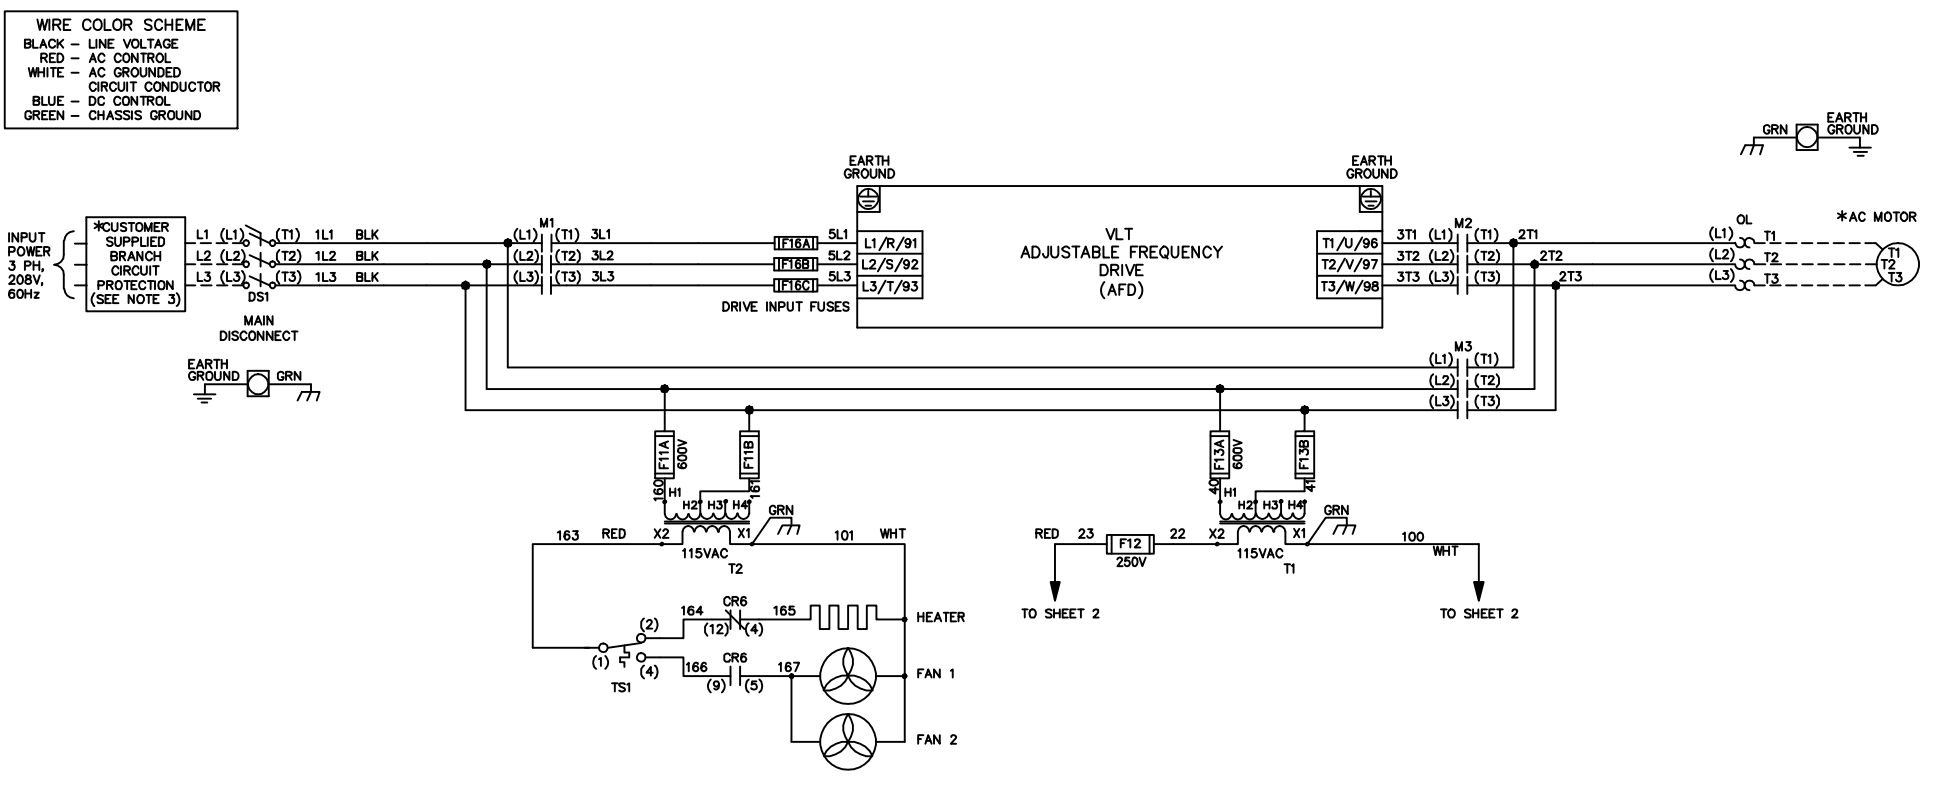 WIRE COLOR SCHEME
BLACK – LINE VOLTAGE
RED – AC CONTROL
WHITE – AC GROUNDED
CIRCUIT CONDUCTOR
BLUE – DC CONTROL
GREEN – CHASSIS GROUND
GRN
EARTH
GROUND
EARTH
GROUND
EARTH
GROUND
INPUT
POWER
3 PH,
208V,
60Hz
*CUSTOMER
SUPPLIED
BRANCH
CIRCUIT
PROTECTION
(SEE NOTE 3)
L1 (L1) (T1) 1L1 BLK
L2 (L2) (T2) 1L2 BLK
L3 (L3) (T3) 1L3 BLK
DS1
MAIN
DISCONNECT
M1
(L1) (T1) 3L1
(L2) (T2) 3L2
(L3) (T3) 3L3
F16A 5L1 L1/R/91
F16B 5L2 L2/S/92
F16C 5L3 L3/T/93
DRIVE INPUT FUSES
VLT
ADJUSTABLE FREQUENCY
DRIVE
(AFD)
M2
T1/U/96 3T1 (L1) (T1) 2T1
T2/V/97 3T2 (L2) (T2) 2T2
T3/W/98 3T3 (L3) (T3) 2T3
OL
(L1) T1
(L2) T2
(L3) T3
*AC MOTOR
T1
T2
T3
EARTH
GROUND
GRN
M3
(L1) (T1)
(L2) (T2)
(L3) (T3)
F11A
600V
F11B
160
161
H1 H2 H3 H4
GRN
163 RED X2 X1 101 WHT
115VAC
T2
F13A
600V
F13B
40
41
H1 H2 H3 H4
GRN
RED 23 F12 22 X2 X1 100
WHT
250V
115VAC
T1
TO SHEET 2
TO SHEET 2
164 CR6 165
(12) (4)
HEATER
(2)
(1)
(4)
TS1
166 CR6 167
(9) (5)
FAN 1
FAN 2